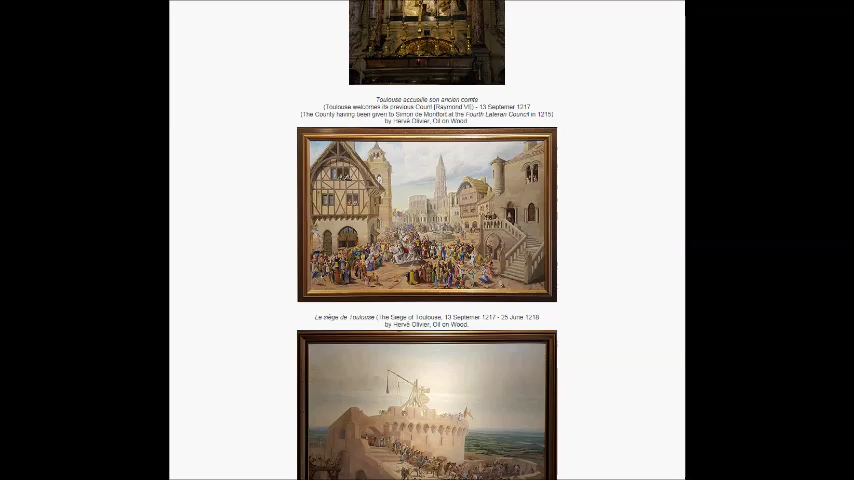 Toulouse accueille son ancien comte
(Toulouse welcomes its previous Count [Raymond VI]) - 13 Septemer 1217
(The County having been given to Simon de Montfort at the Fourth Lateran Council in 1215)
by Hervé Olivier, Oil on Wood
Le siège de Toulouse (The Siege of Toulouse, 13 Septemer 1217 - 25 June 1218
by Hervé Olivier, Oil on Wood.